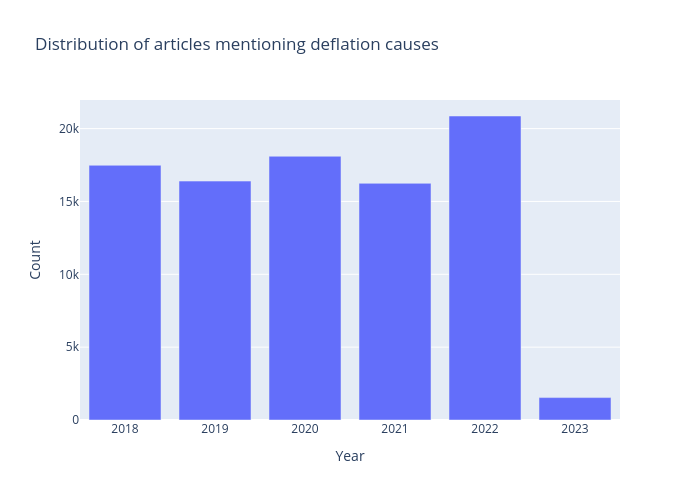 Distribution of articles mentioning deflation causes
20k
15k
10k
5k
0
Count
2018 2019 2020 2021 2022 2023
Year